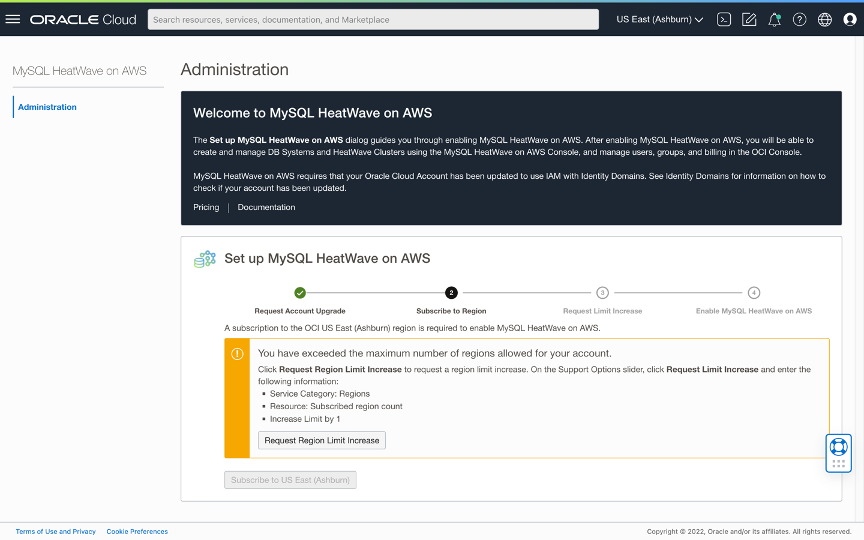 ORACLE Cloud
Search resources, services, documentation, and Marketplace
US East (Ashburn)
MySQL HeatWave on AWS
Administration
Administration
Welcome to MySQL HeatWave on AWS
The Set up MySQL HeatWave on AWS dialog guides you through enabling MySQL HeatWave on AWS. After enabling MySQL HeatWave on AWS, you will be able to
create and manage DB Systems and HeatWave Clusters using the MySQL HeatWave on AWS Console, and manage users, groups, and billing in the OCI Console.
MySQL HeatWave on AWS requires that your Oracle Cloud Account has been updated to use IAM with Identity Domains. See Identity Domains for information on how to
check if your account has been updated.
Pricing | Documentation
Set up MySQL HeatWave on AWS
2 3 4
Request Account Upgrade Subscribe to Region Request Limit Increase Enable MySQL HeatWave on AWS
A subscription to the OCI US East (Ashburn) region is required to enable MySQL HeatWave on AWS.
You have exceeded the maximum number of regions allowed for your account.
Click Request Region Limit Increase to request a region limit increase. On the Support Options slider, click Request Limit Increase and enter the
following information:
▪ Service Category: Regions
▪ Resource: Subscribed region count
▪ Increase Limit by 1
Request Region Limit Increase
Subscribe to US East (Ashburn)
Terms of Use and Privacy Cookie Preferences
Copyright © 2022, Oracle and/or its affiliates. All rights reserved.